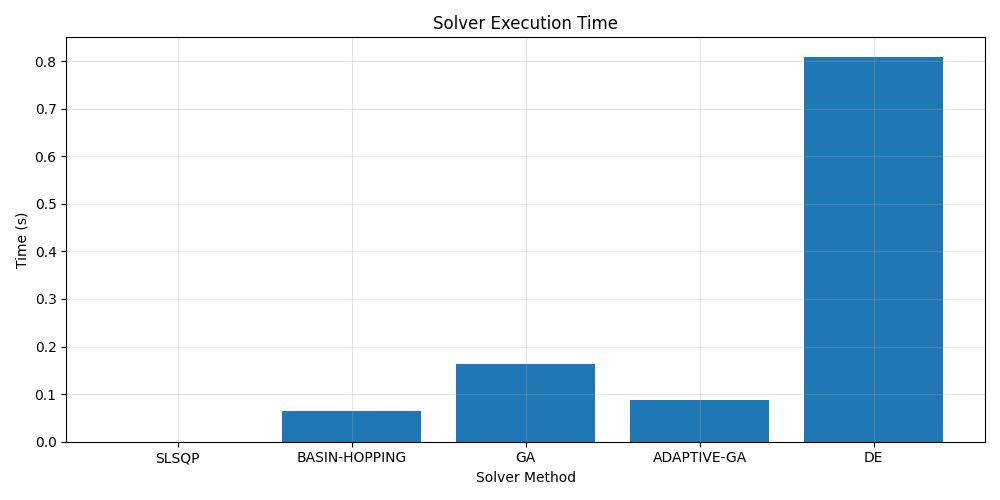 Solver Execution Time
Time (s)
0.8
0.7
0.6
0.5
0.4
0.3
0.2
0.1
0.0
SLSQP BASIN-HOPPING GA ADAPTIVE-GA DE
Solver Method